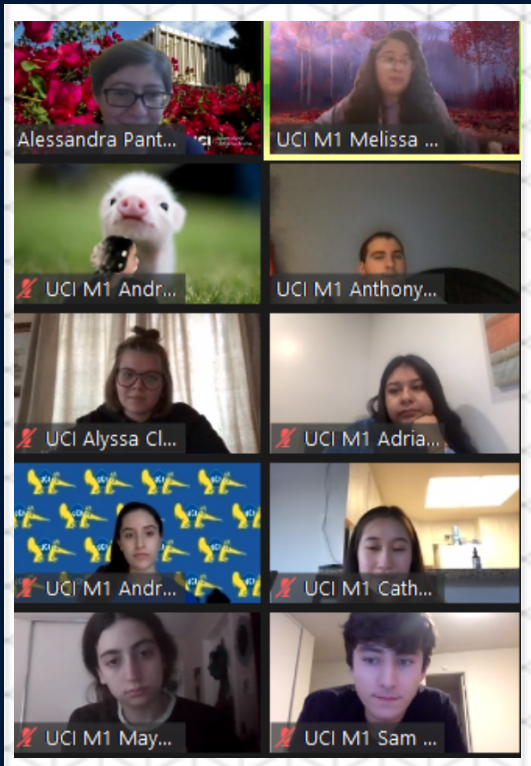 Alessandra Pant...
UCI M1 Melissa ...
UCI M1 Andr...
UCI M1 Anthony...
UCI Alyssa Cl...
UCI M1 Adria...
UCI M1 Andr...
UCI M1 Cath...
UCI M1 May...
UCI M1 Sam ...